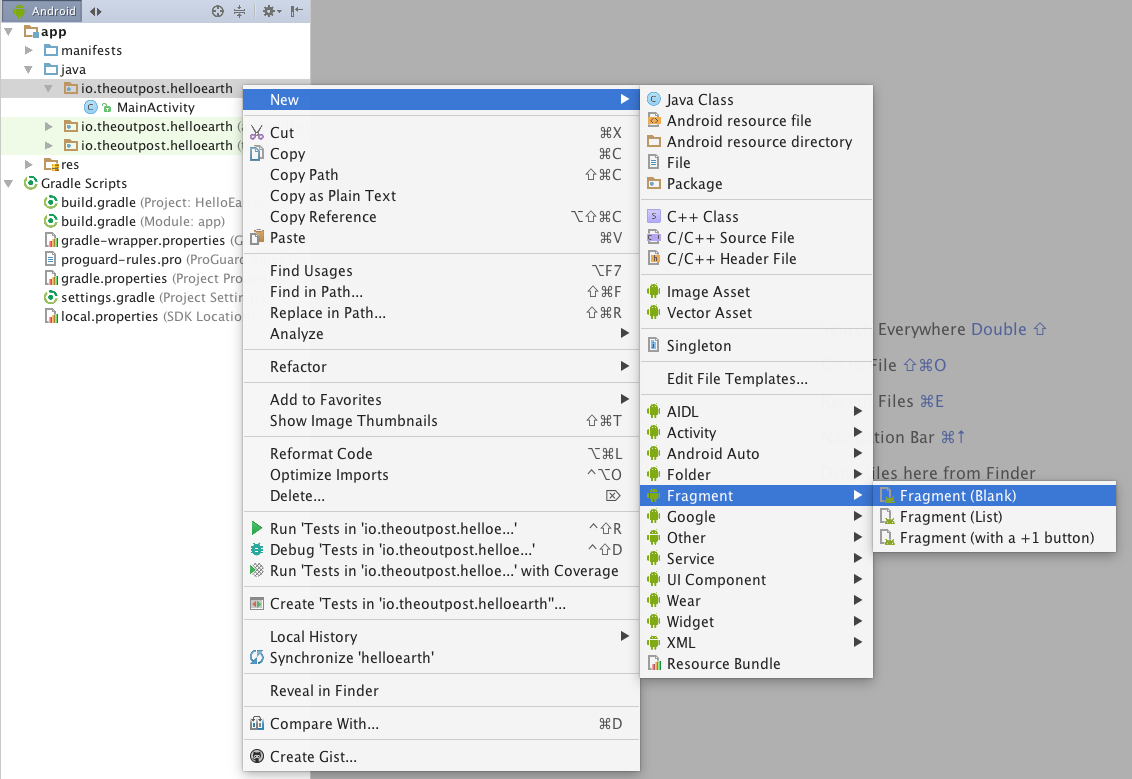 Android
app
manifests
java
io.theoutpost.helloearth
MainActivity
io.theoutpost.helloearth
io.theoutpost.helloearth
res
Gradle Scripts
build.gradle (Project: HelloEa
build.gradle (Module: app)
gradle-wrapper.properties (G
proguard-rules.pro (ProGuard
gradle.properties (Project Pro
settings.gradle (Project Settin
local.properties (SDK Locatio
New
Cut ⌘X
Copy ⌘C
Copy Path ⇧⌘C
Copy as Plain Text
Copy Reference ⌥⇧⌘C
Paste ⌘V
Find Usages ⌥F7
Find in Path... ⇧⌘F
Replace in Path... ⇧⌘R
Analyze
Refactor
Add to Favorites
Show Image Thumbnails ⇧⌘T
Reformat Code ⌥⌘L
Optimize Imports ^⌥O
Delete... ⌦
Run 'Tests in 'io.theoutpost.helloe...' ^⇧R
Debug 'Tests in 'io.theoutpost.helloe...' ^⇧D
Run 'Tests in 'io.theoutpost.helloe...' with Coverage
Create 'Tests in 'io.theoutpost.helloearth''...
Local History
Synchronize 'helloearth'
Reveal in Finder
Compare With... ⌘D
Create Gist...
Java Class
Android resource file
Android resource directory
File
Package
C++ Class
C/C++ Source File
C/C++ Header File
Image Asset
Vector Asset
Singleton
Edit File Templates...
AIDL
Activity
Android Auto
Folder
Fragment
Google
Other
Service
UI Component
Wear
Widget
XML
Resource Bundle
Fragment (Blank)
Fragment (List)
Fragment (with a +1 button)
Everywhere Double ⇧
File ⇧⌘O
Files ⌘E
Bar ⌘↑
files here from Finder